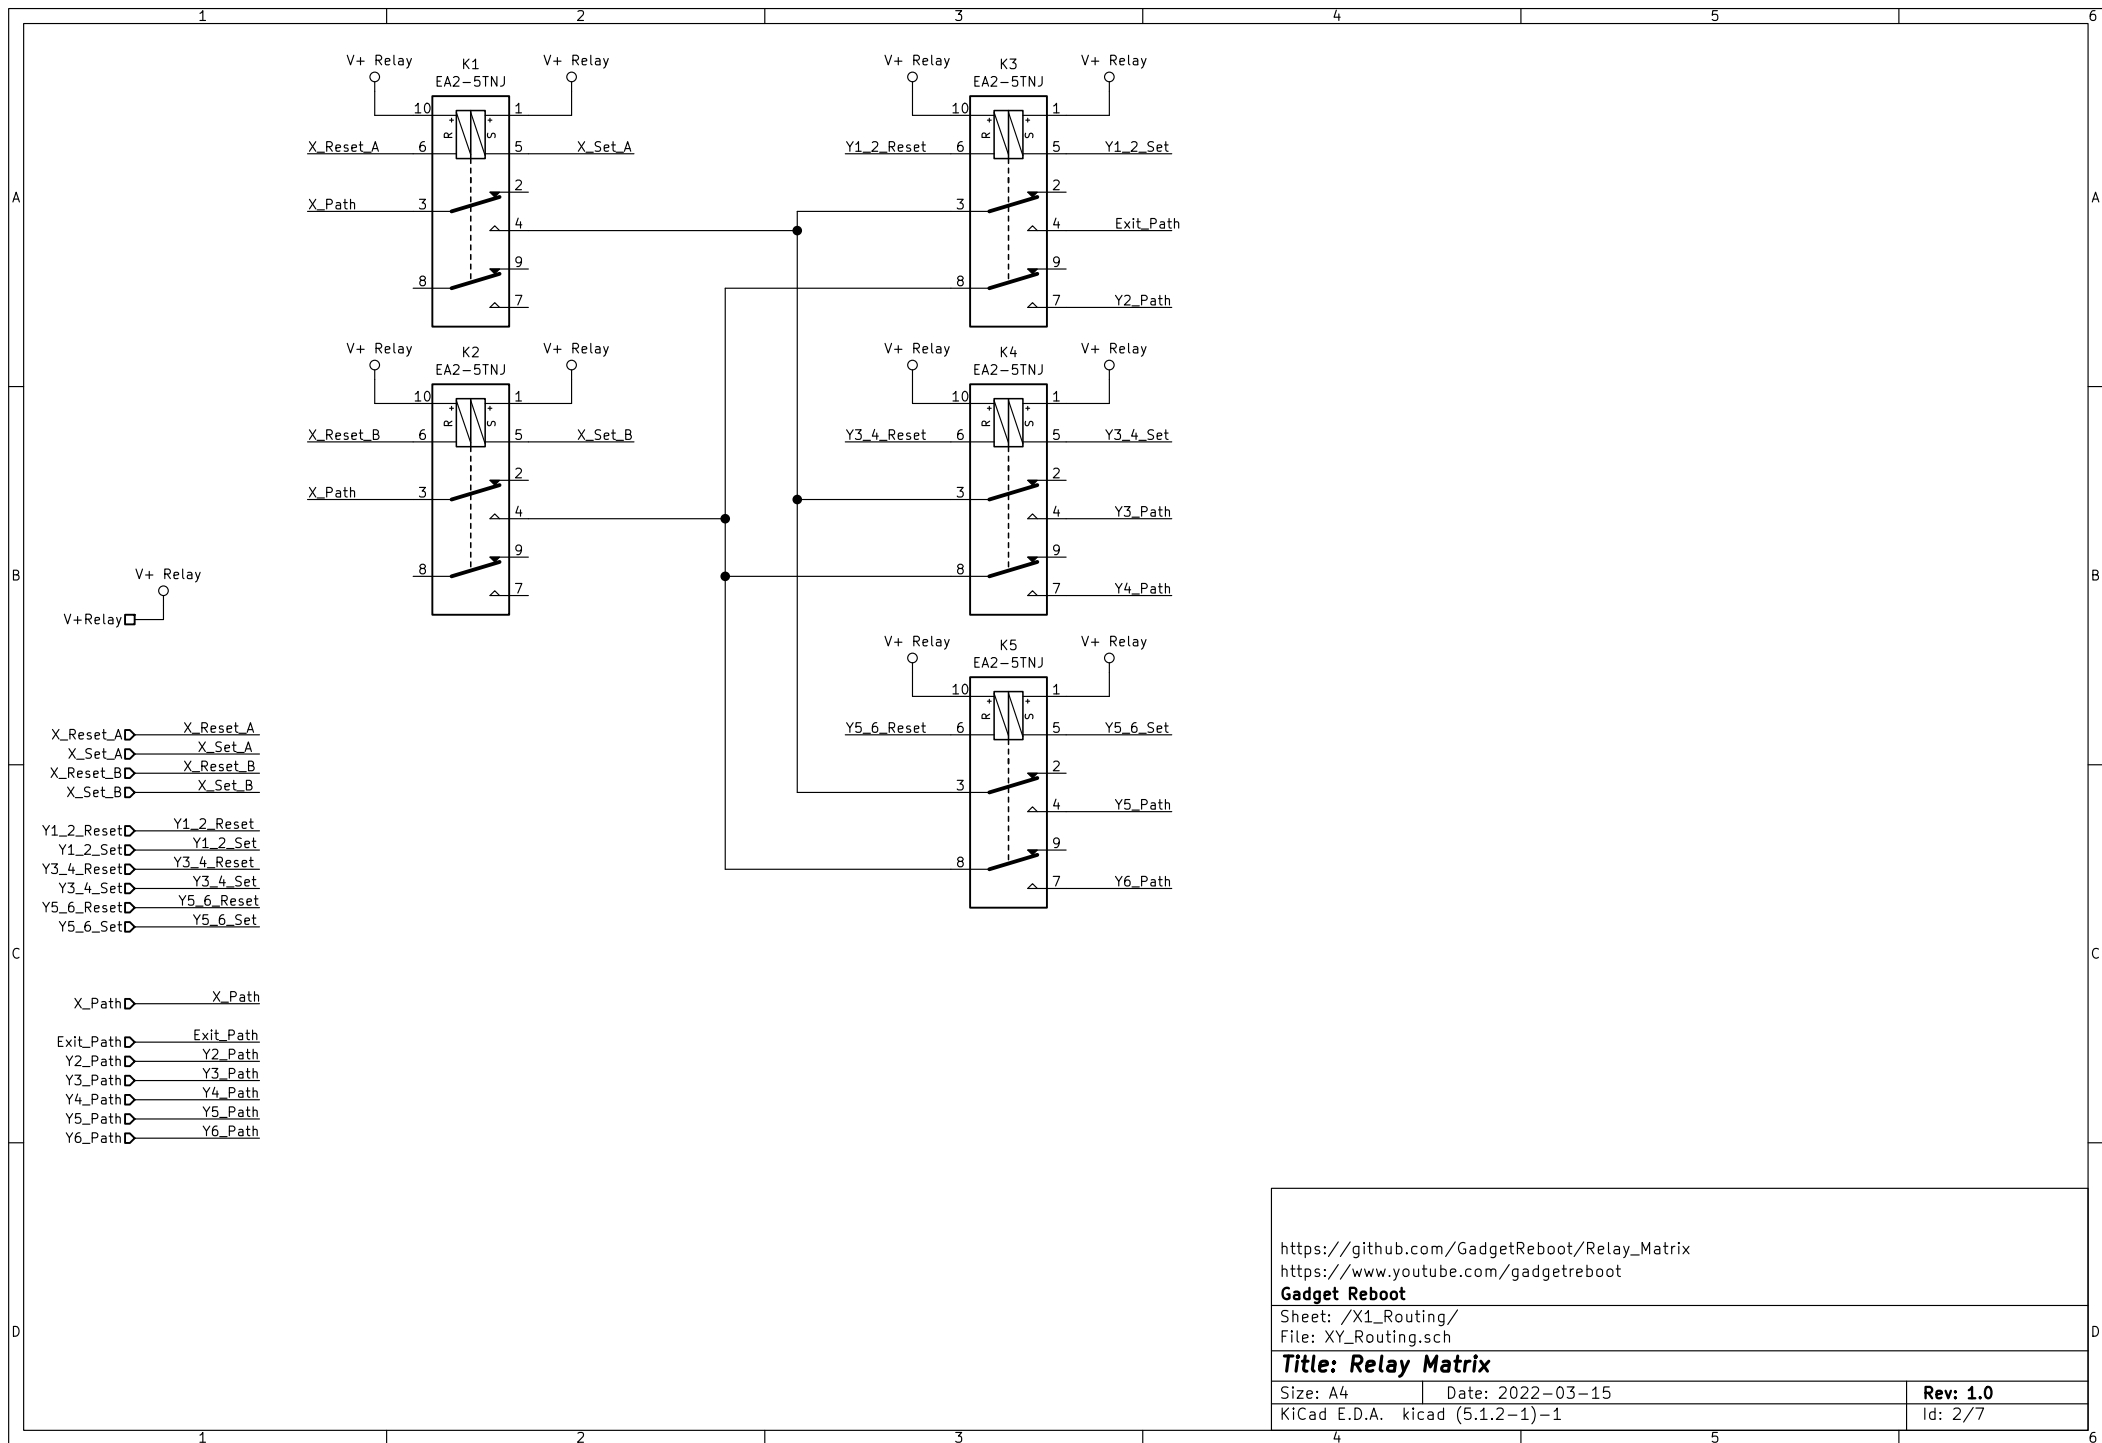 1 2 3 4 5 6
V+ Relay K1 V+ Relay
EA2-5TNJ
10 1
+ +
R S
X_Reset_A 6 5 X_Set_A
2
X_Path 3
4
9
8
7
V+ Relay K3 V+ Relay
EA2-5TNJ
10 1
+ +
R S
Y1_2_Reset 6 5 Y1_2_Set
2
3
4 Exit_Path
9
8
7 Y2_Path
A A
V+ Relay K2 V+ Relay
EA2-5TNJ
10 1
+ +
R S
X_Reset_B 6 5 X_Set_B
2
X_Path 3
4
9
8
7
V+ Relay K4 V+ Relay
EA2-5TNJ
10 1
+ +
R S
Y3_4_Reset 6 5 Y3_4_Set
2
3
4 Y3_Path
9
8
7 Y4_Path
B B
V+ Relay
V+Relay
V+ Relay K5 V+ Relay
EA2-5TNJ
10 1
+ +
R S
Y5_6_Reset 6 5 Y5_6_Set
2
3
4 Y5_Path
9
8
7 Y6_Path
X_Reset_A X_Reset_A
X_Set_A X_Set_A
X_Reset_B X_Reset_B
X_Set_B X_Set_B
Y1_2_Reset Y1_2_Reset
Y1_2_Set Y1_2_Set
Y3_4_Reset Y3_4_Reset
Y3_4_Set Y3_4_Set
Y5_6_Reset Y5_6_Reset
Y5_6_Set Y5_6_Set
C C
X_Path X_Path
Exit_Path Exit_Path
Y2_Path Y2_Path
Y3_Path Y3_Path
Y4_Path Y4_Path
Y5_Path Y5_Path
Y6_Path Y6_Path
https://github.com/GadgetReboot/Relay_Matrix
https://www.youtube.com/gadgetreboot
Gadget Reboot
Sheet: /X1_Routing/
File: XY_Routing.sch
D D
Title: Relay Matrix
Size: A4 Date: 2022-03-15 Rev: 1.0
KiCad E.D.A. kicad (5.1.2-1)-1 Id: 2/7
1 2 3 4 5 6